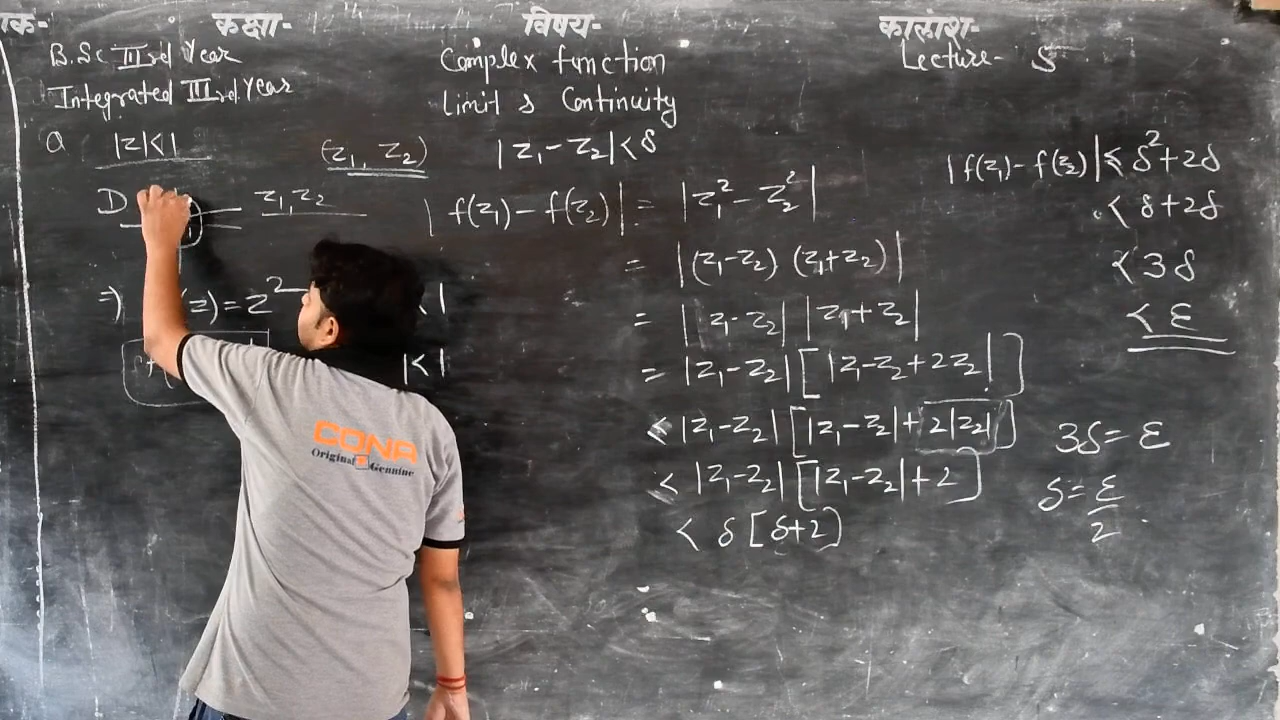 कक्षा- विषय- कालांश-
B.Sc IIIrd Year
Integrated IIIrd Year
Complex function
Limit & Continuity
Lecture- 5
|z|<1
(z₁, z₂)
|z₁-z₂|<δ
D
z₁, z₂
|f(z₁)-f(z₂)| = |z₁²-z₂²|
= |(z₁-z₂) (z₁+z₂)|
= |z₁-z₂| |z₁+z₂|
= |z₁-z₂| [|z₁-z₂+2z₂|]
≤ |z₁-z₂| [|z₁-z₂|+2|z₂|]
< |z₁-z₂| [|z₁-z₂|+2]
< δ [δ+2]
⇒ (z)=z²
<1
|<1
|f(z₁)-f(z₂)| < δ²+2δ
< δ+2δ
< 3δ
< ε
3δ= ε
δ= ε/2
CONA
Original Genuine